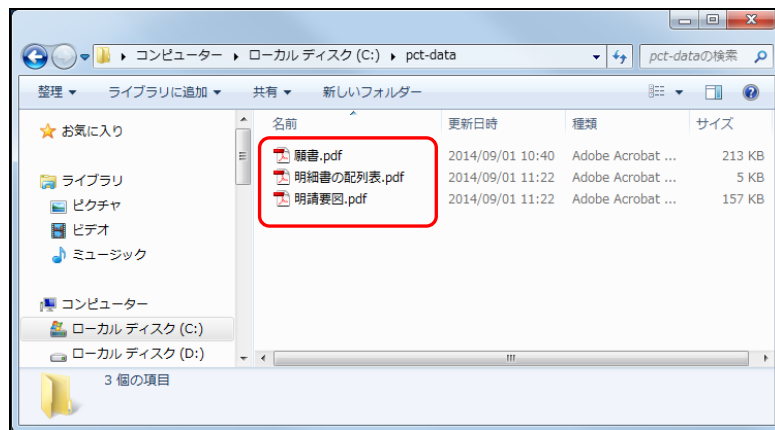 コンピューター ▸ ローカル ディスク (C:) ▸ pct-data
pct-dataの検索
整理 ▼ ライブラリに追加 ▼ 共有 ▼ 新しいフォルダー
お気に入り
ライブラリ
ピクチャ
ビデオ
ミュージック
コンピューター
ローカル ディスク (C:)
ローカル ディスク (D:)
名前 更新日時 種類 サイズ
願書.pdf 2014/09/01 10:40 Adobe Acrobat ... 213 KB
明細書の配列表.pdf 2014/09/01 11:22 Adobe Acrobat ... 5 KB
明請要図.pdf 2014/09/01 11:22 Adobe Acrobat ... 157 KB
3 個の項目